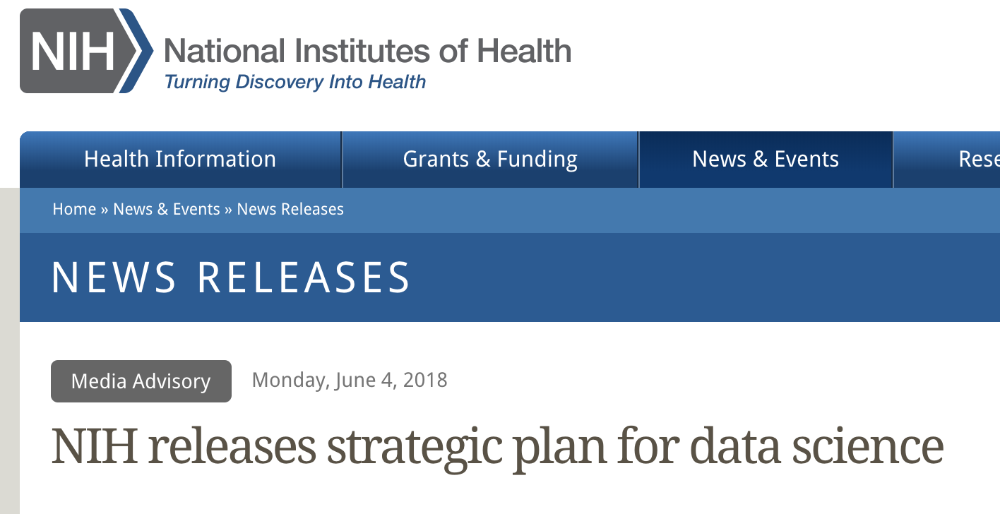 NIH
National Institutes of Health
Turning Discovery Into Health
Health Information
Grants & Funding
News & Events
Home » News & Events » News Releases
NEWS RELEASES
Media Advisory
Monday, June 4, 2018
NIH releases strategic plan for data science